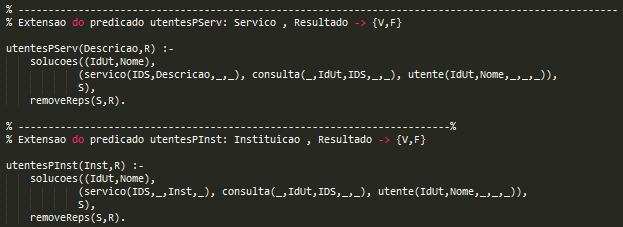 % ----------------------------------------------------------------------------------------------------
% Extensao do predicado utentesPServ: Servico , Resultado -> {V,F}
utentesPServ(Descricao,R) :-
solucoes((IdUt,Nome),
(servico(IDS,Descricao,_,_), consulta(_,IdUt,IDS,_,_), utente(IdUt,Nome,_,_,_)),
S),
removeReps(S,R).
% ------------------------------------------------------------------------%
% Extensao do predicado utentesPInst: Instituicao , Resultado -> {V,F}
utentesPInst(Inst,R) :-
solucoes((IdUt,Nome),
(servico(IDS,_,Inst,_), consulta(_,IdUt,IDS,_,_), utente(IdUt,Nome,_,_,_)),
S),
removeReps(S,R).